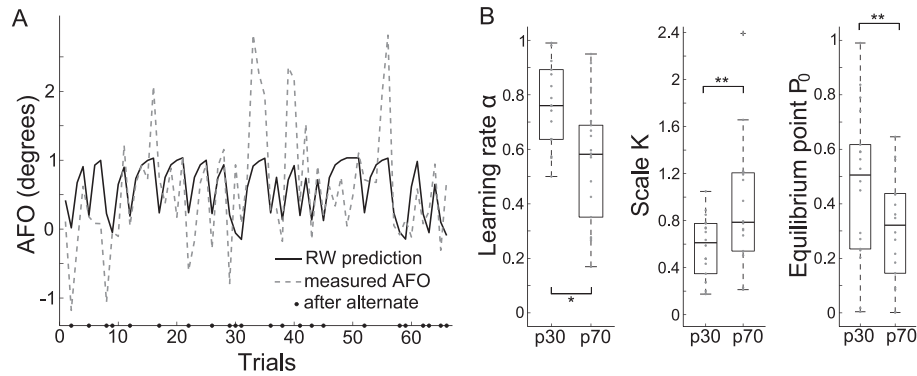 A
AFO (degrees)
2
1
0
-1
RW prediction
measured AFO
after alternate
0 10 20 30 40 50 60
Trials
B
Learning rate α
1
0.8
0.6
0.4
0.2
0
*
p30 p70
Scale K
2.4
2
1.6
1.2
0.8
0.6
0.4
0
**
p30 p70
Equilibrium point P₀
1
0.8
0.6
0.4
0.2
0
**
p30 p70